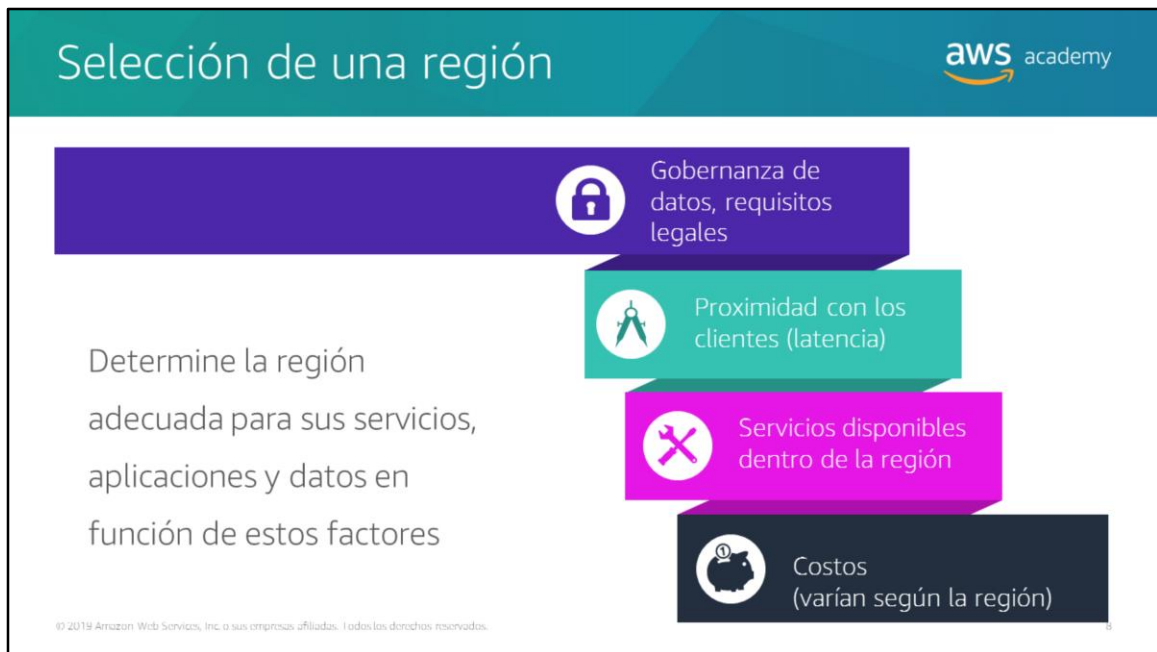 Selección de una región
aws academy
Gobernanza de
datos, requisitos
legales
Proximidad con los
clientes (latencia)
Servicios disponibles
dentro de la región
Costos
(varían según la región)
Determine la región
adecuada para sus servicios,
aplicaciones y datos en
función de estos factores
© 2019 Amazon Web Services, Inc. o sus empresas afiliadas. Todos los derechos reservados.
8